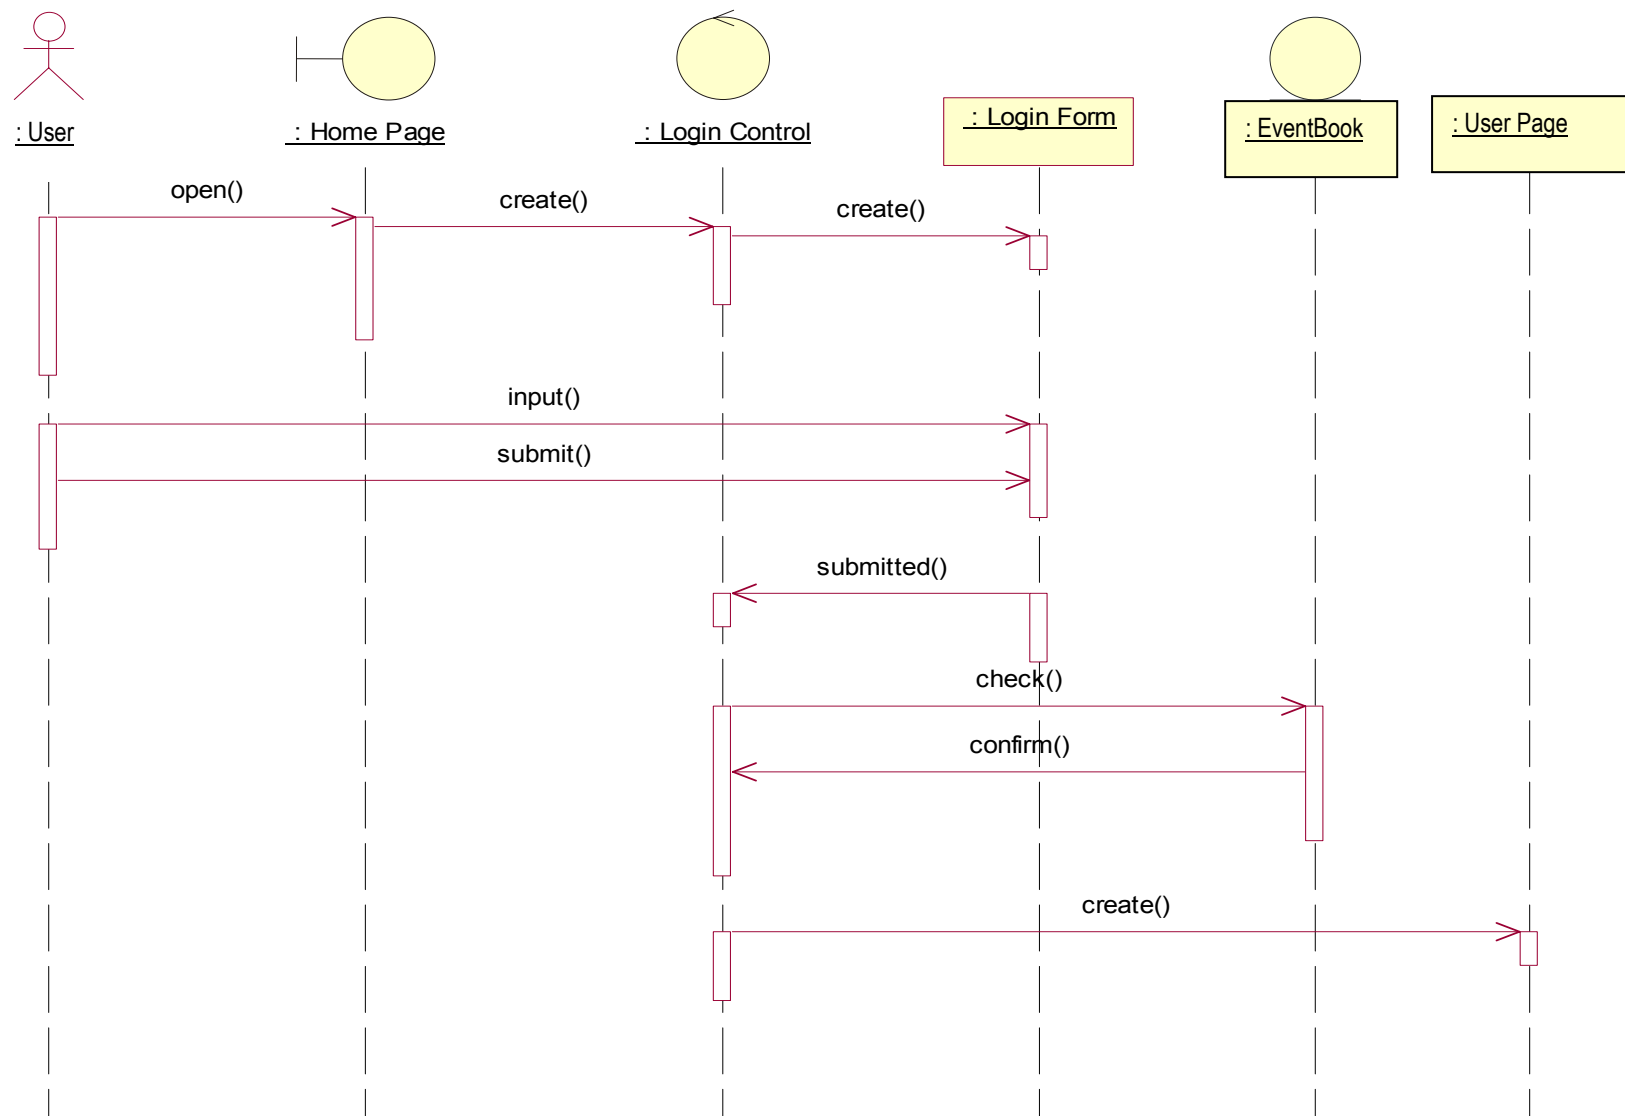 : User
: Home Page
: Login Control
: Login Form
: EventBook
: User Page
open()
create()
create()
input()
submit()
submitted()
check()
confirm()
create()